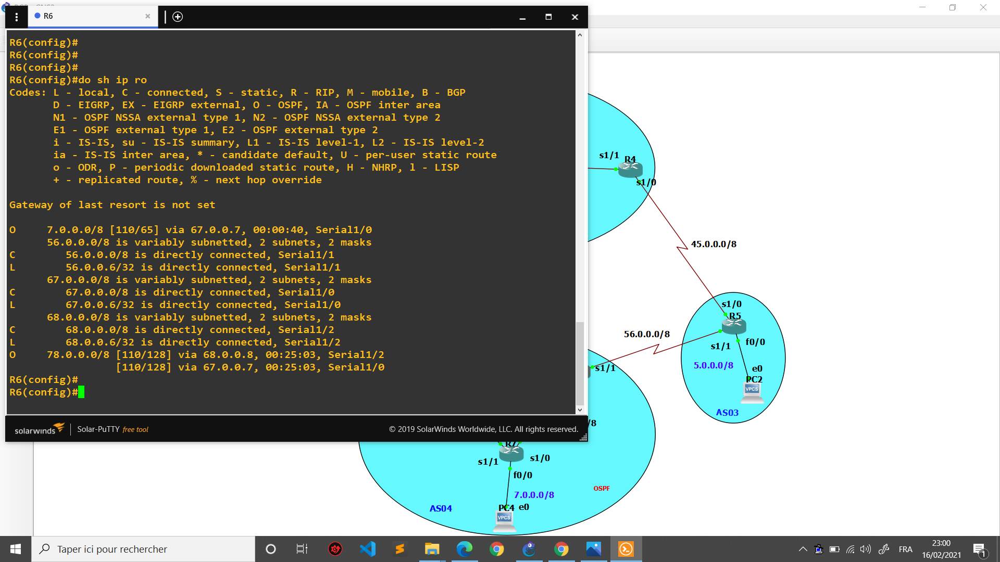 R6
R6(config)#
R6(config)#
R6(config)#
R6(config)#do sh ip ro
Codes: L - local, C - connected, S - static, R - RIP, M - mobile, B - BGP
D - EIGRP, EX - EIGRP external, O - OSPF, IA - OSPF inter area
N1 - OSPF NSSA external type 1, N2 - OSPF NSSA external type 2
E1 - OSPF external type 1, E2 - OSPF external type 2
i - IS-IS, su - IS-IS summary, L1 - IS-IS level-1, L2 - IS-IS level-2
ia - IS-IS inter area, * - candidate default, U - per-user static route
o - ODR, P - periodic downloaded static route, H - NHRP, l - LISP
+ - replicated route, % - next hop override
Gateway of last resort is not set
O 7.0.0.0/8 [110/65] via 67.0.0.7, 00:00:40, Serial1/0
56.0.0.0/8 is variably subnetted, 2 subnets, 2 masks
C 56.0.0.0/8 is directly connected, Serial1/1
L 56.0.0.6/32 is directly connected, Serial1/1
67.0.0.0/8 is variably subnetted, 2 subnets, 2 masks
C 67.0.0.0/8 is directly connected, Serial1/0
L 67.0.0.6/32 is directly connected, Serial1/0
68.0.0.0/8 is variably subnetted, 2 subnets, 2 masks
C 68.0.0.0/8 is directly connected, Serial1/2
L 68.0.0.6/32 is directly connected, Serial1/2
O 78.0.0.0/8 [110/128] via 68.0.0.8, 00:25:03, Serial1/2
[110/128] via 67.0.0.7, 00:25:03, Serial1/0
R6(config)#
R6(config)#
solarwinds Solar-PuTTY free tool © 2019 SolarWinds Worldwide, LLC. All rights reserved.
s1/1
R4
s1/0
45.0.0.0/8
s1/0
R5
56.0.0.0/8
s1/1
f0/0
5.0.0.0/8
e0
PC2
VPCS
AS03
s1/1
/8
R7
s1/1
s1/0
f0/0
OSPF
7.0.0.0/8
AS04
PC4
e0
VPCS
Taper ici pour rechercher
FRA
23:00
16/02/2021
1